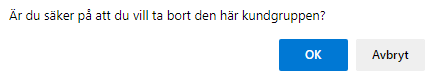 Är du säker på att du vill ta bort den här kundgruppen?
OK
Avbryt